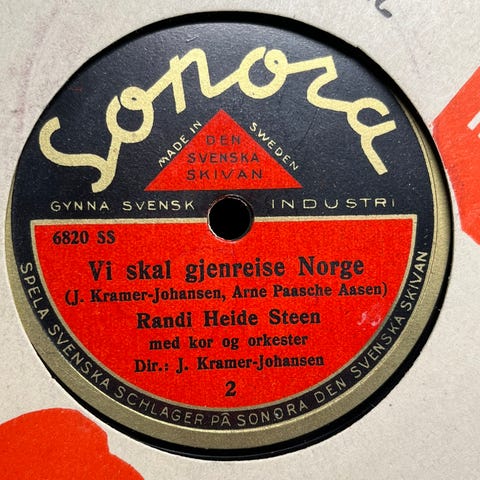 Sonora
MADE IN SWEDEN
DEN
SVENSKA
SKIVAN
GYNNA SVENSK INDUSTRI
6820 SS
Vi skal gjenreise Norge
(J. Kramer-Johansen, Arne Paasche Aasen)
Randi Heide Steen
med kor og orkester
Dir.: J. Kramer-Johansen
2
SPELA SVENSKA SCHLAGER PÅ SONORA DEN SVENSKA SKIVAN